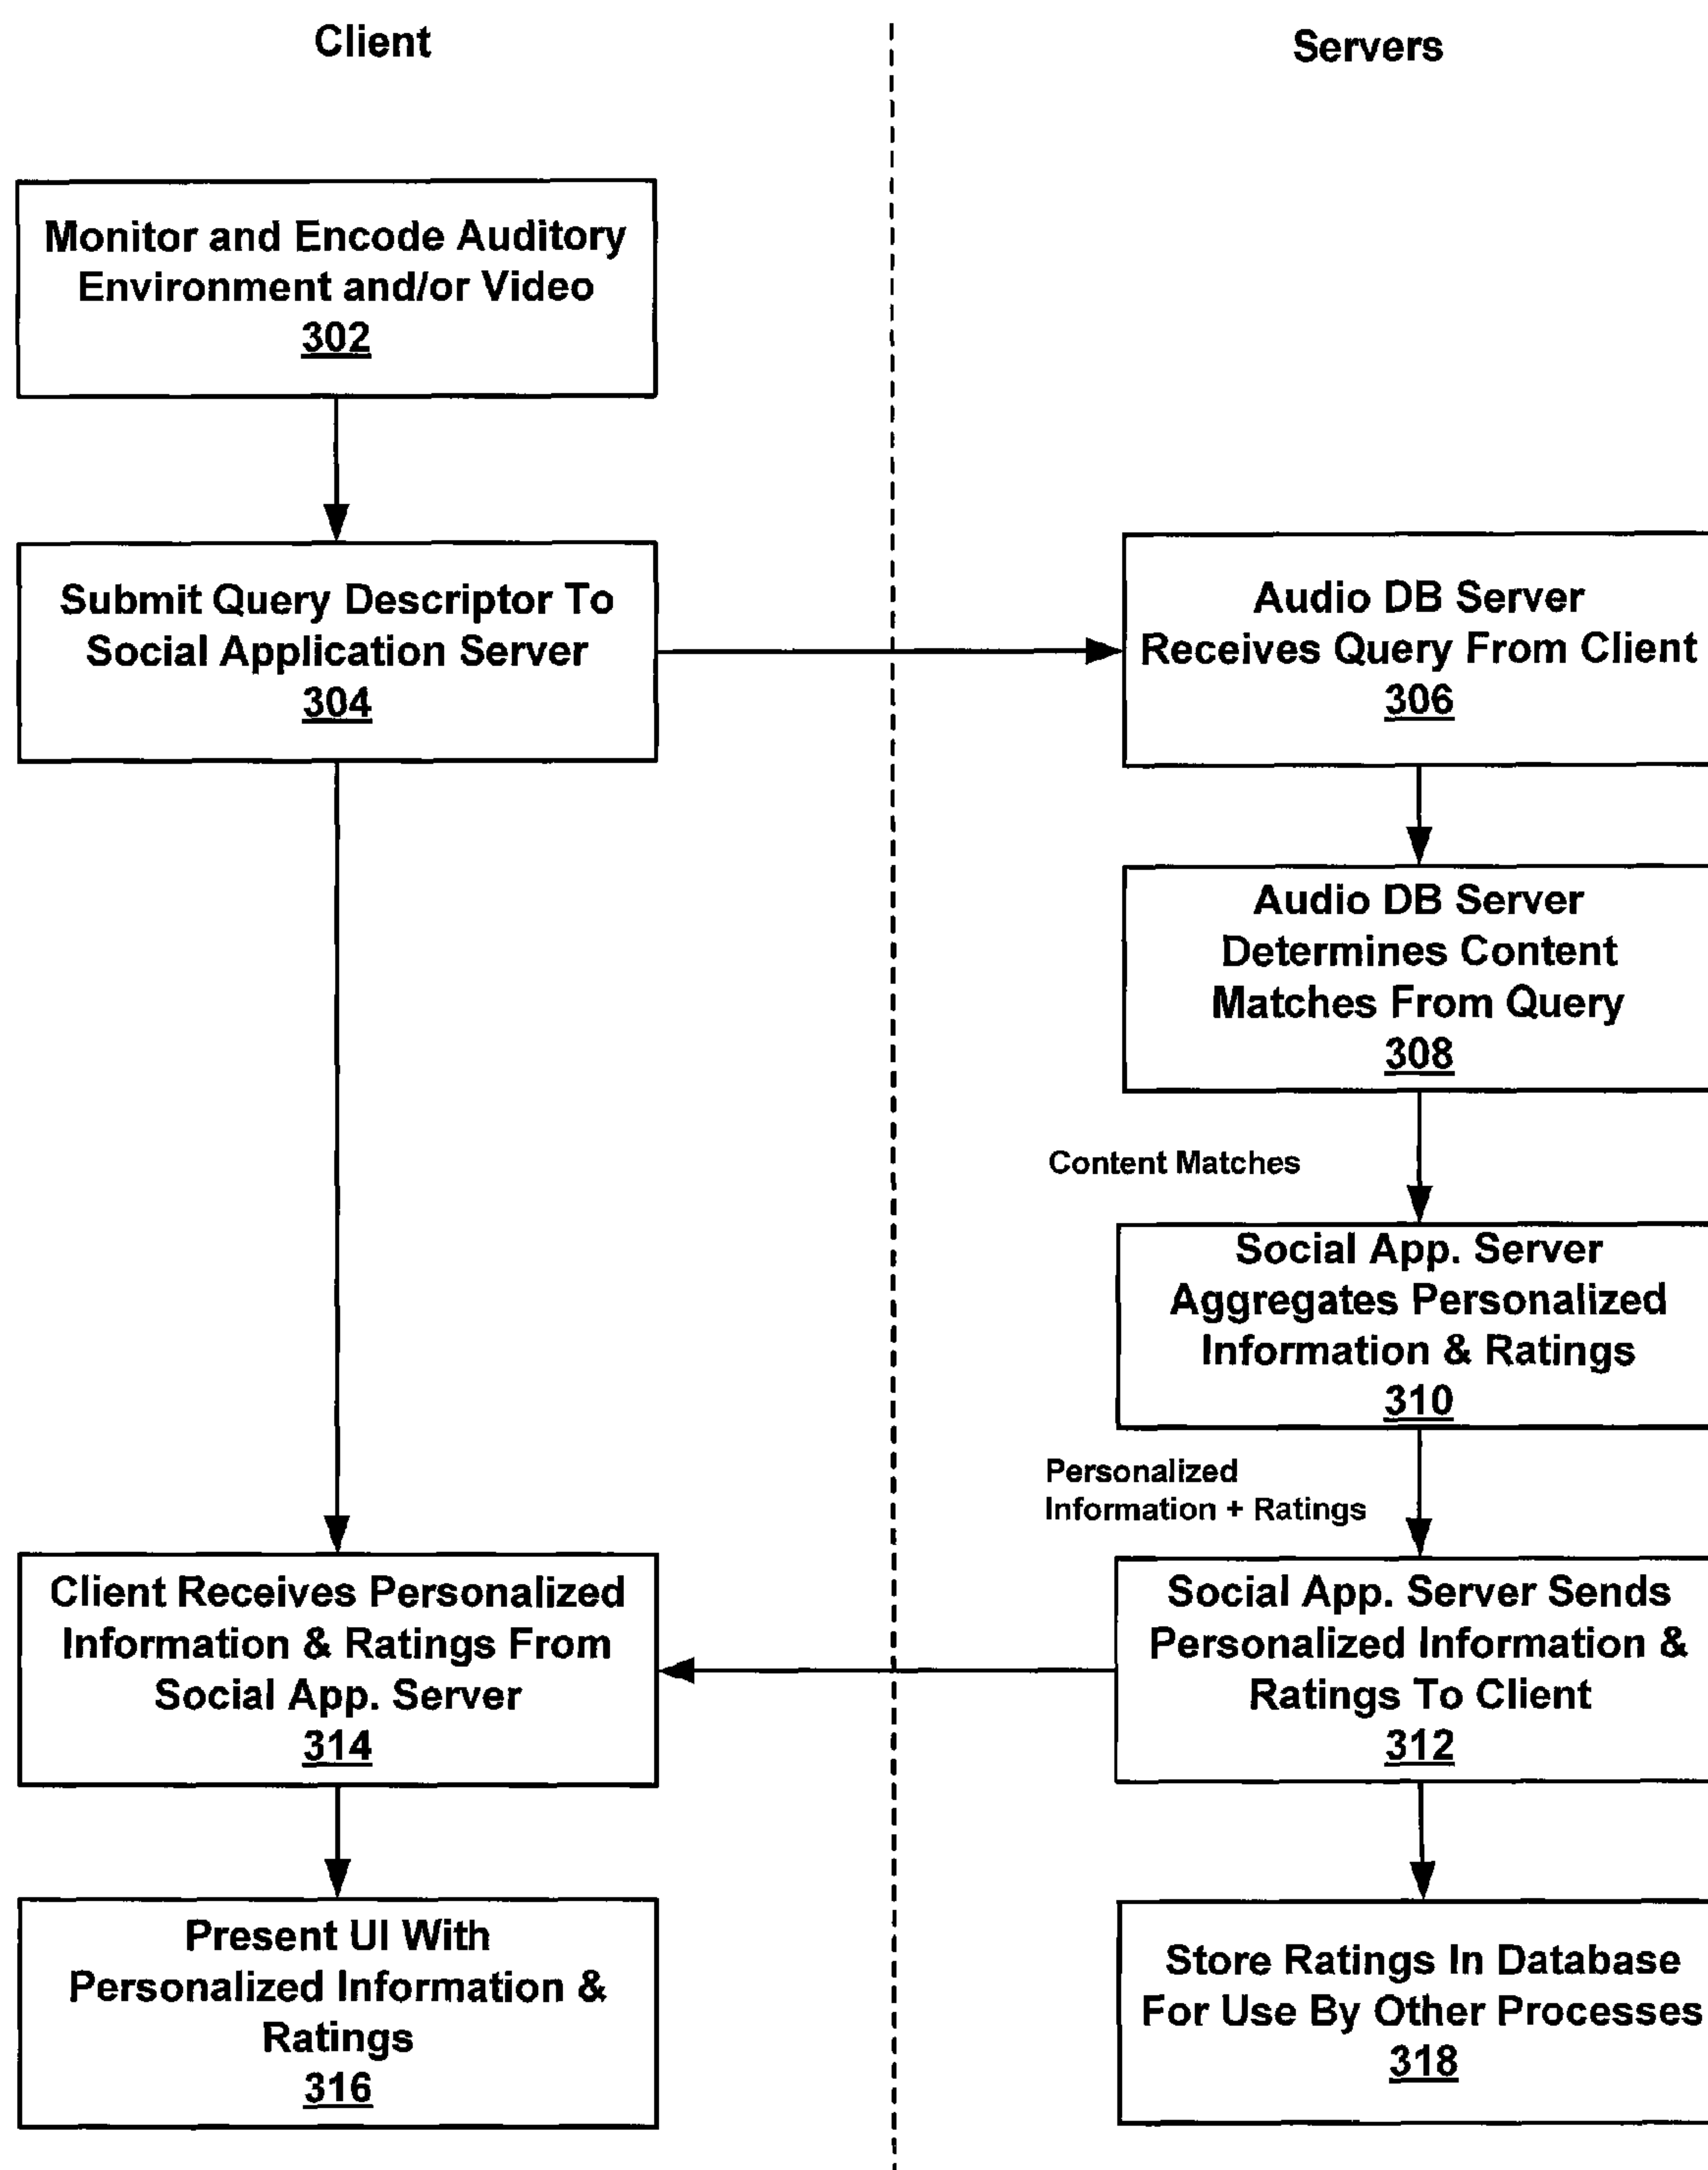 Client
Servers
Monitor and Encode Auditory
Environment and/or Video
302
Submit Query Descriptor To
Social Application Server
304
Audio DB Server
Receives Query From Client
306
Audio DB Server
Determines Content
Matches From Query
308
Content Matches
Social App. Server
Aggregates Personalized
Information & Ratings
310
Personalized
Information + Ratings
Client Receives Personalized
Information & Ratings From
Social App. Server
314
Social App. Server Sends
Personalized Information &
Ratings To Client
312
Present UI With
Personalized Information &
Ratings
316
Store Ratings In Database
For Use By Other Processes
318